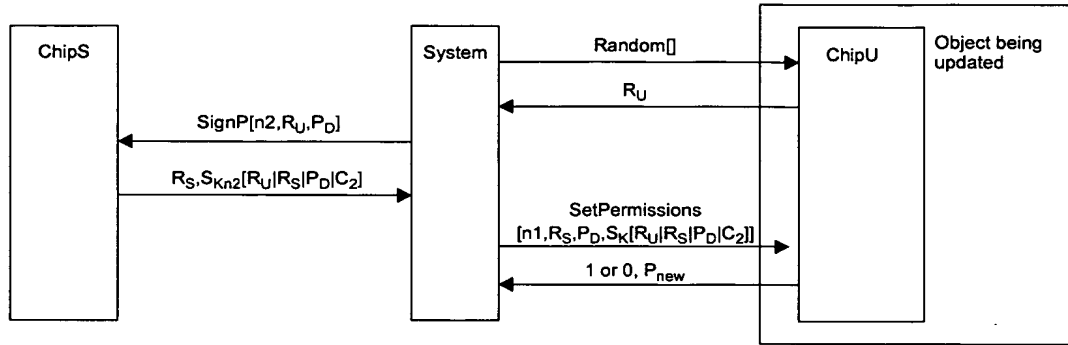 ChipS
System
ChipU
Object being
updated
Random[]
R_U
SignP[n2,R_U,P_D]
R_S,S_Kn2[R_U|R_S|P_D|C_2]
SetPermissions
[n1,R_S,P_D,S_K[R_U|R_S|P_D|C_2]]
1 or 0, P_new